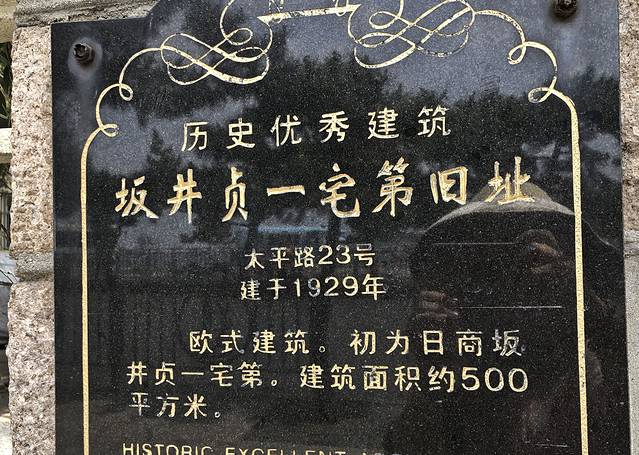 历史优秀建筑
坂井贞一宅第旧址
太平路23号
建于1929年
欧式建筑。初为日商坂
井贞一宅第。建筑面积约500
平方米。
HISTORIC EXCELLENT